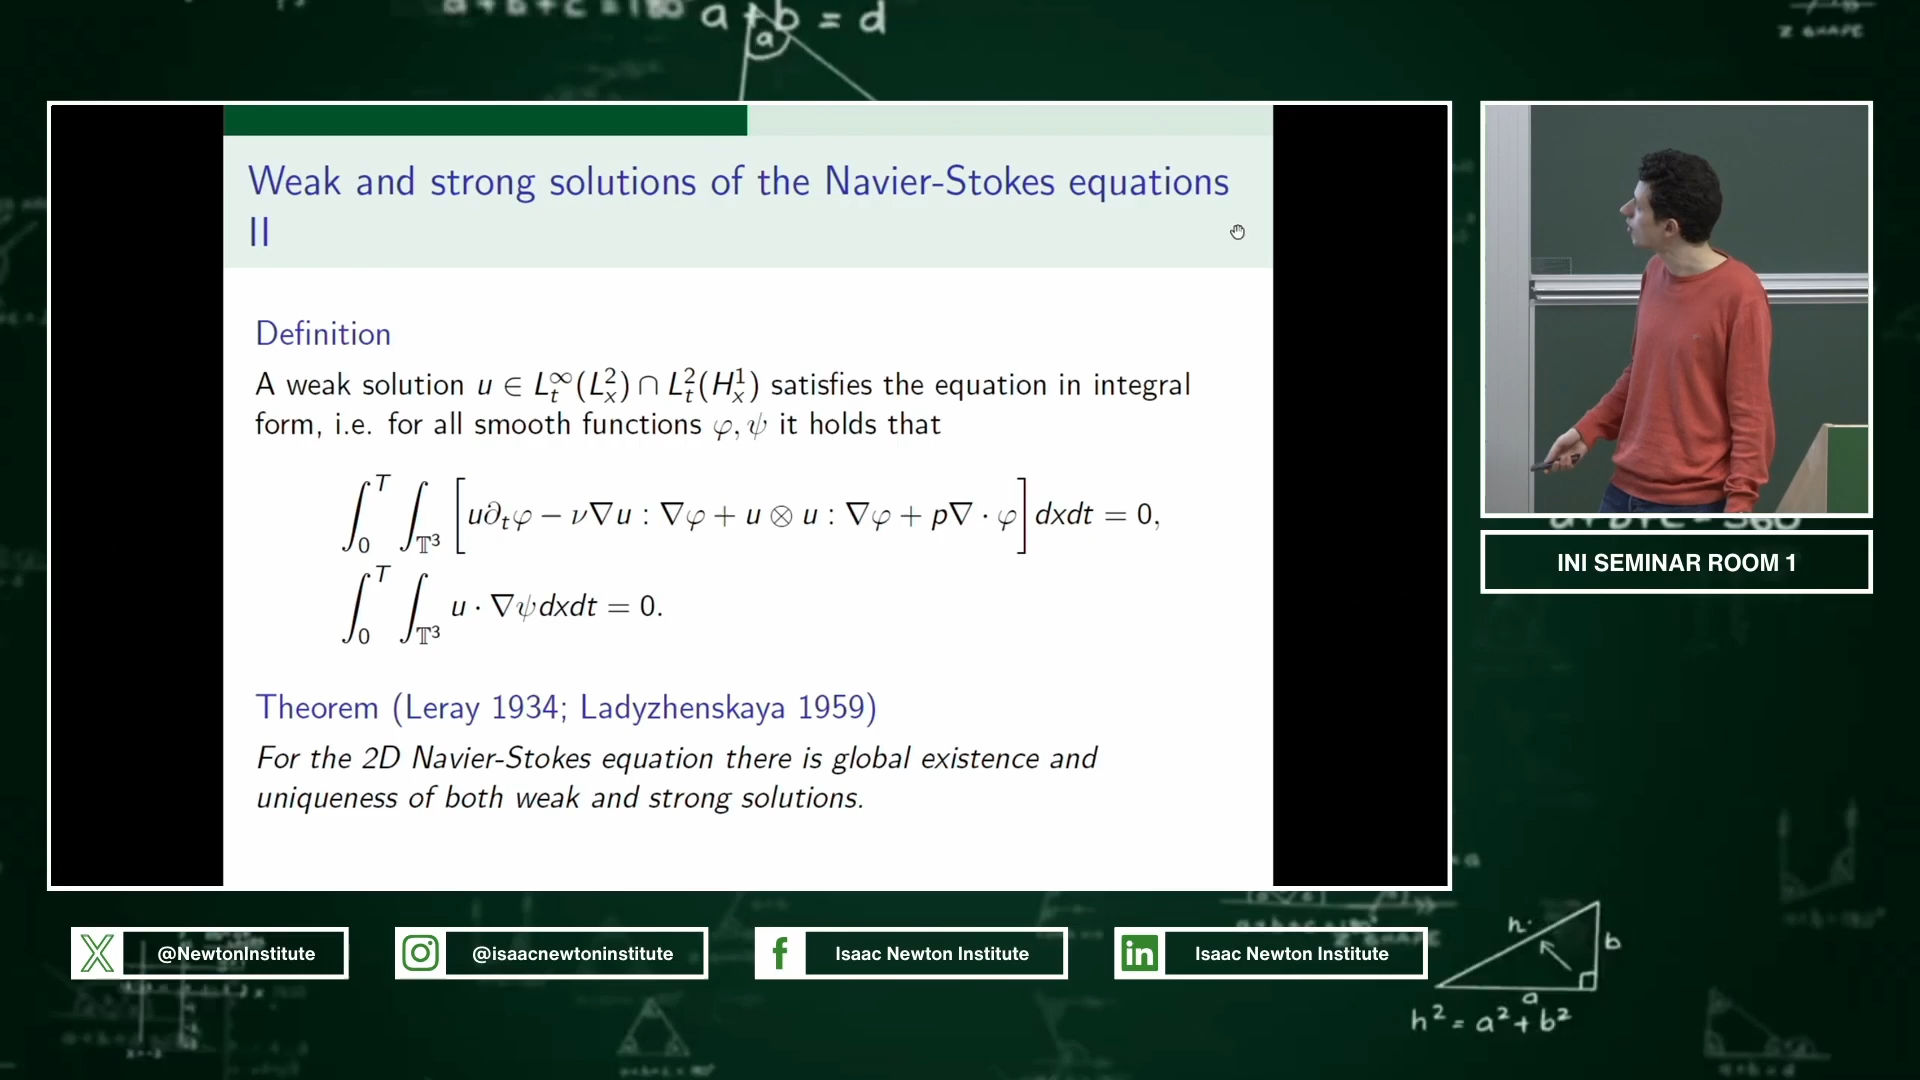 a + b = d
a
Z SHAPE
Weak and strong solutions of the Navier-Stokes equations
II
Definition
A weak solution u ∈ L_t^∞(L_x^2) ∩ L_t^2(H_x^1) satisfies the equation in integral
form, i.e. for all smooth functions φ, ψ it holds that
∫_0^T ∫_{𝕋^3} [u∂_tφ − ν∇u : ∇φ + u ⊗ u : ∇φ + p∇ · φ] dxdt = 0,
∫_0^T ∫_{𝕋^3} u · ∇ψdxdt = 0.
Theorem (Leray 1934; Ladyzhenskaya 1959)
For the 2D Navier-Stokes equation there is global existence and
uniqueness of both weak and strong solutions.
INI SEMINAR ROOM 1
@NewtonInstitute
@isaacnewtoninstitute
f
Isaac Newton Institute
in
Isaac Newton Institute
h
b
a
h² = a² + b²